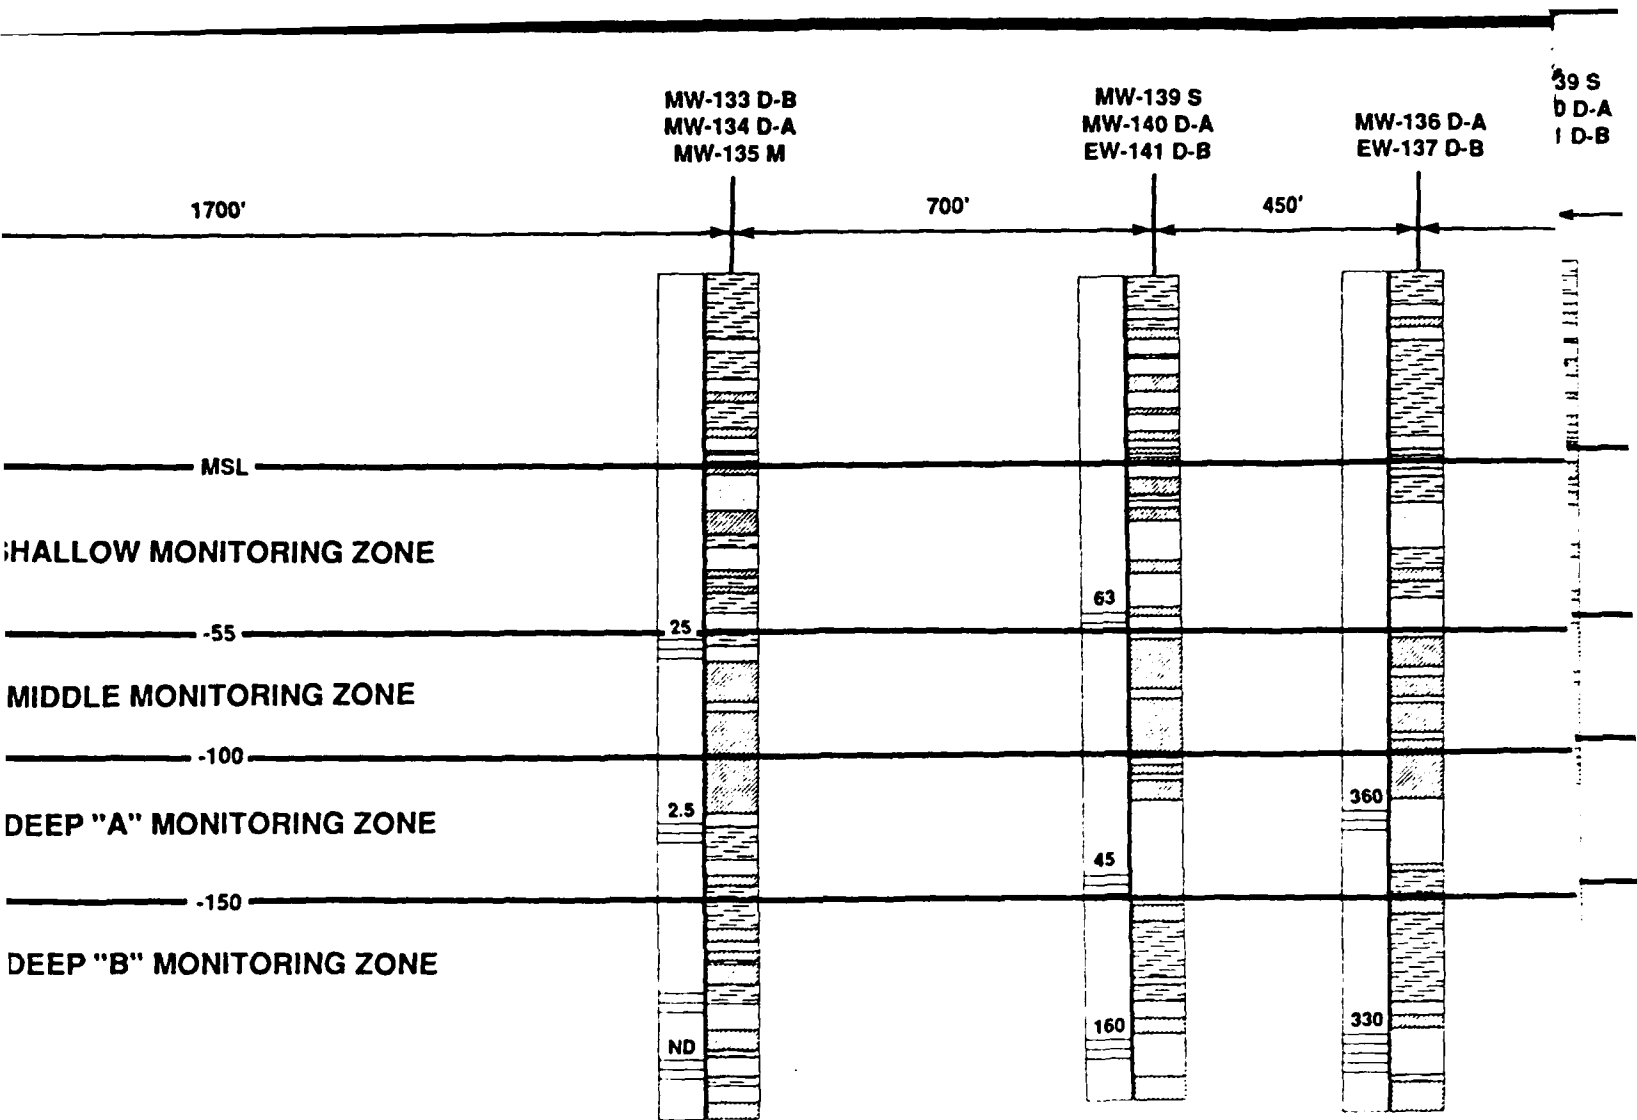 MW-133 D-B
MW-134 D-A
MW-135 M
MW-139 S
MW-140 D-A
EW-141 D-B
MW-136 D-A
EW-137 D-B
39 S
D-A
D-B
1700'
700'
450'
MSL
SHALLOW MONITORING ZONE
63
-55
25
MIDDLE MONITORING ZONE
-100
2.5
360
DEEP "A" MONITORING ZONE
45
-150
DEEP "B" MONITORING ZONE
160
330
ND